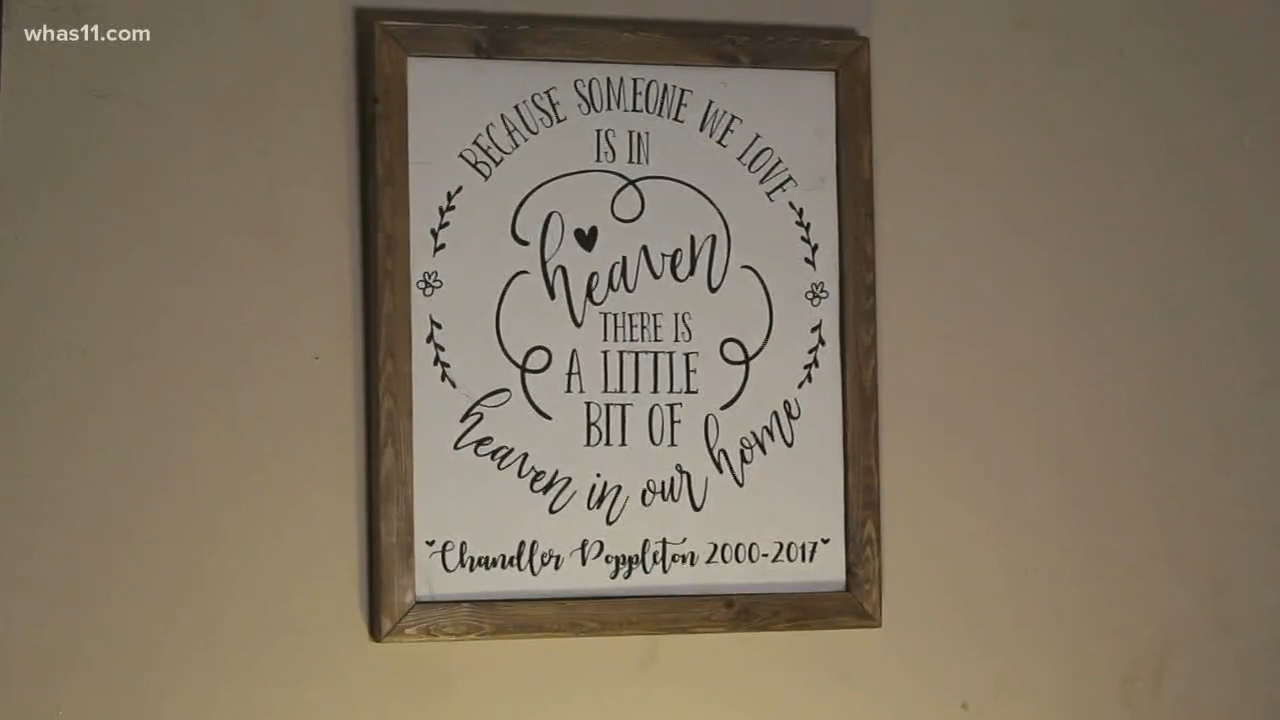 whas11.com
BECAUSE SOMEONE WE LOVE
IS IN
heaven
THERE IS
A LITTLE
BIT OF
heaven in our home
Chandler Poppleton 2000-2017